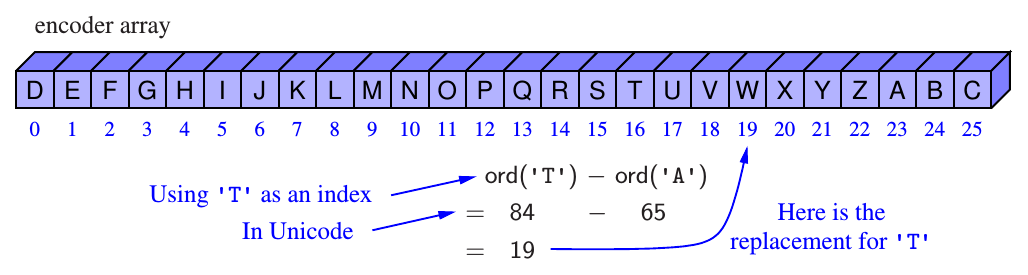 encoder array
D E F G H I J K L M N O P Q R S T U V W X Y Z A B C
0 1 2 3 4 5 6 7 8 9 10 11 12 13 14 15 16 17 18 19 20 21 22 23 24 25
ord('T') − ord('A')
Using 'T' as an index
= 84 − 65
In Unicode
= 19
Here is the
replacement for 'T'